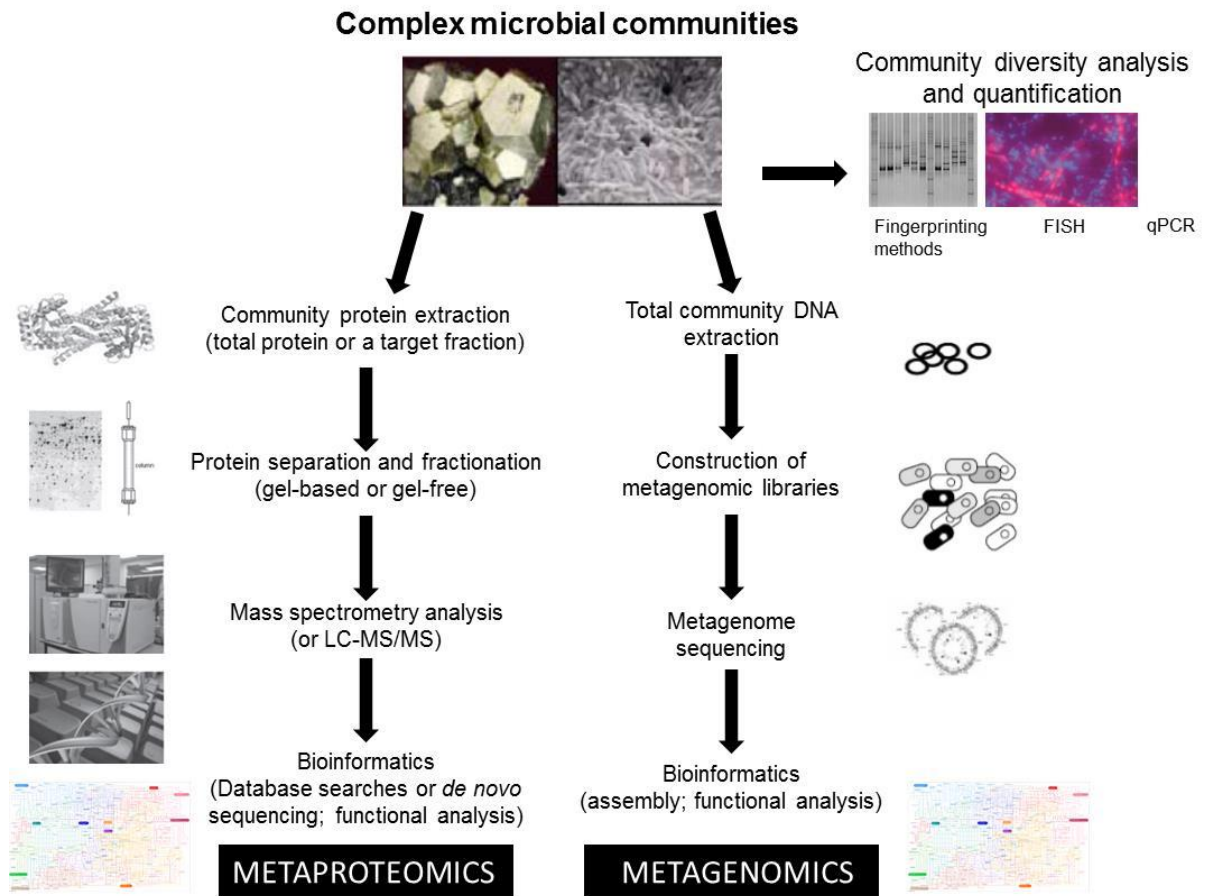 Complex microbial communities
Community diversity analysis
and quantification
Fingerprinting
methods
FISH
qPCR
Community protein extraction
(total protein or a target fraction)
Total community DNA
extraction
column
Protein separation and fractionation
(gel-based or gel-free)
Construction of
metagenomic libraries
Mass spectrometry analysis
(or LC-MS/MS)
Metagenome
sequencing
Bioinformatics
(Database searches or de novo
sequencing; functional analysis)
Bioinformatics
(assembly; functional analysis)
METAPROTEOMICS
METAGENOMICS